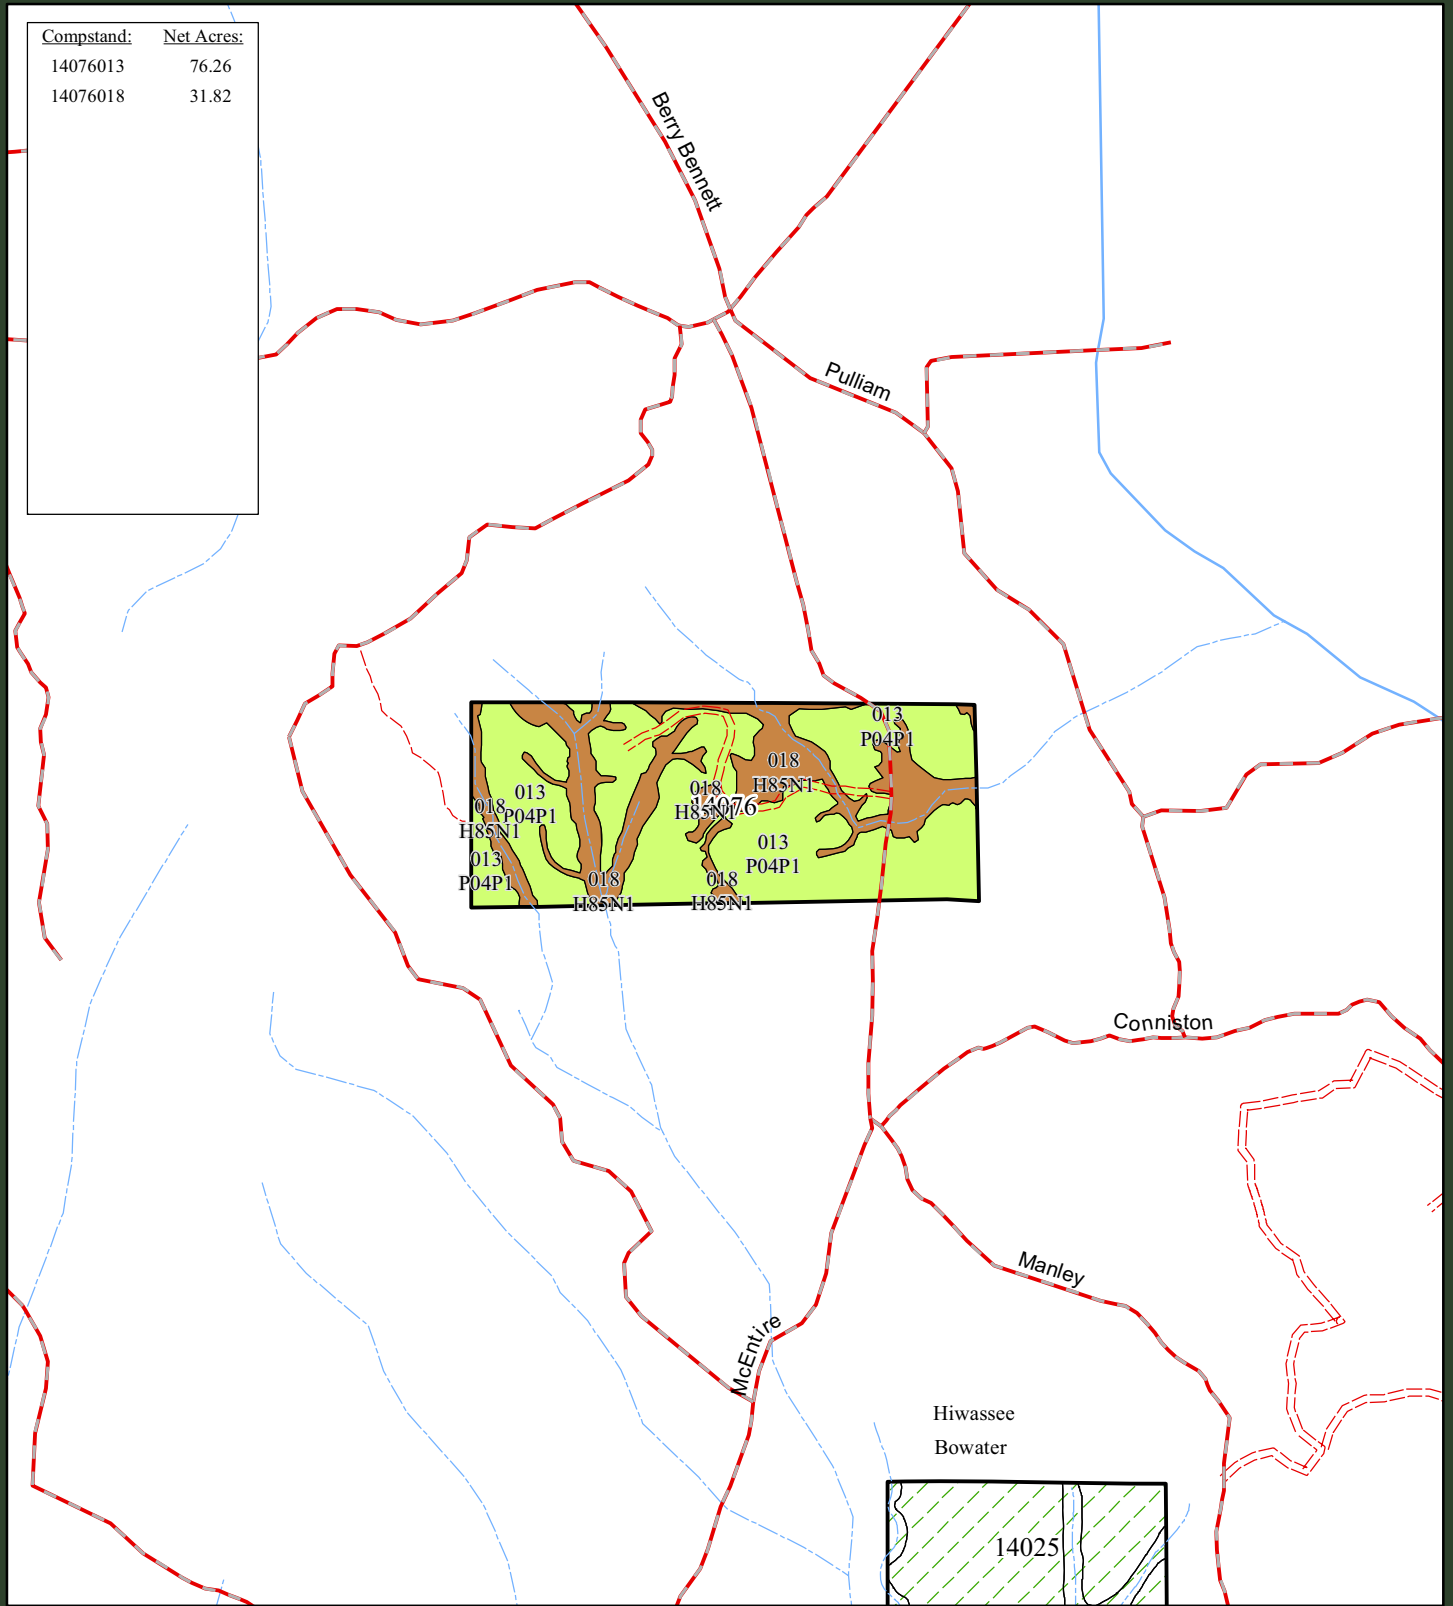 Compstand: Net Acres:
14076013 76.26
14076018 31.82
Berry Bennett
Pulliam
013
P04P1
018
H85N1
018
H85N1
14076
013
P04P1
018
H85N1
013
P04P1
013
P04P1
018
H85N1
018
H85N1
Conniston
Manley
McEntire
Hiwassee
Bowater
14025